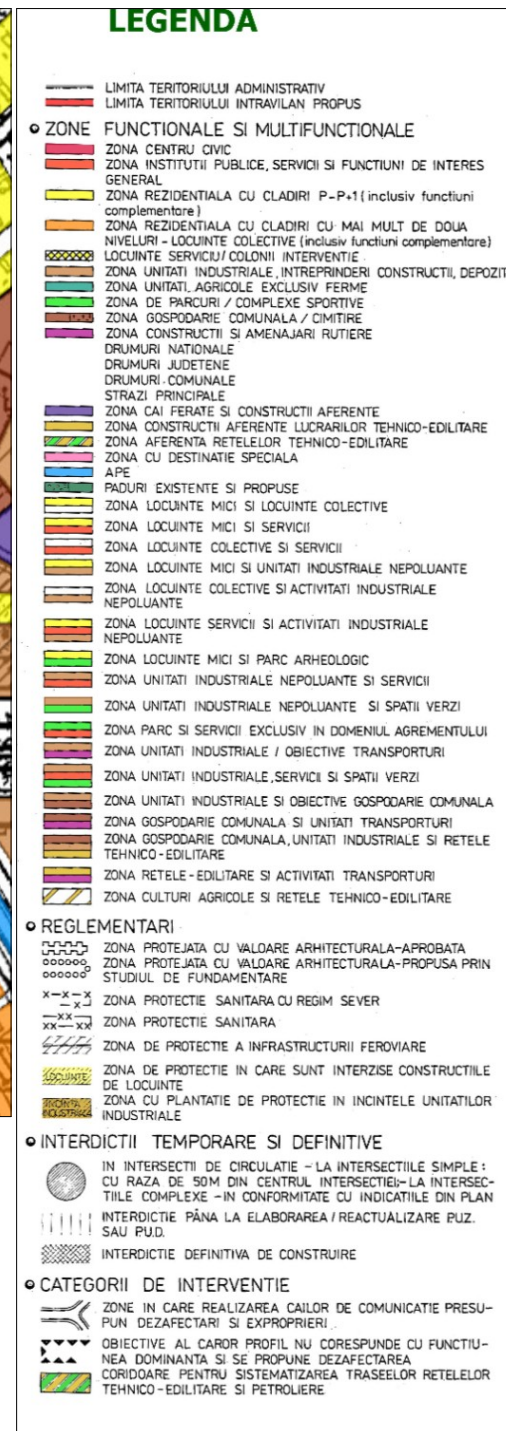 LEGENDA
LIMITA TERITORIULUI ADMINISTRATIV
LIMITA TERITORIULUI INTRAVILAN PROPUS
ZONE FUNCTIONALE SI MULTIFUNCTIONALE
ZONA CENTRU CIVIC
ZONA INSTITUTII PUBLICE, SERVICII SI FUNCTIUNI DE INTERES
GENERAL
ZONA REZIDENTIALA CU CLADIRI P-P+1 (inclusiv functiuni
complementare)
ZONA REZIDENTIALA CU CLADIRI CU MAI MULT DE DOUA
NIVELURI - LOCUINTE COLECTIVE (inclusiv functiuni complementare)
LOCUINTE SERVICIU / COLONII INTERVENTIE
ZONA UNITATI INDUSTRIALE, INTREPRINDERI CONSTRUCTII, DEPOZIT
ZONA UNITATI AGRICOLE EXCLUSIV FERME
ZONA DE PARCURI / COMPLEXE SPORTIVE
ZONA GOSPODARIE COMUNALA / CIMITIRE
ZONA CONSTRUCTII SI AMENAJARI RUTIERE
DRUMURI NATIONALE
DRUMURI JUDETENE
DRUMURI COMUNALE
STRAZI PRINCIPALE
ZONA CAI FERATE SI CONSTRUCTII AFERENTE
ZONA CONSTRUCTII AFERENTE LUCRARILOR TEHNICO-EDILITARE
ZONA AFERENTA RETELELOR TEHNICO-EDILITARE
ZONA CU DESTINATIE SPECIALA
APE
PADURI EXISTENTE SI PROPUSE
ZONA LOCUINTE MICI SI LOCUINTE COLECTIVE
ZONA LOCUINTE MICI SI SERVICII
ZONA LOCUINTE COLECTIVE SI SERVICII
ZONA LOCUINTE MICI SI UNITATI INDUSTRIALE NEPOLUANTE
ZONA LOCUINTE COLECTIVE SI ACTIVITATI INDUSTRIALE
NEPOLUANTE
ZONA LOCUINTE SERVICII SI ACTIVITATI INDUSTRIALE
NEPOLUANTE
ZONA LOCUINTE MICI SI PARC ARHEOLOGIC
ZONA UNITATI INDUSTRIALE NEPOLUANTE SI SERVICII
ZONA UNITATI INDUSTRIALE NEPOLUANTE SI SPATII VERZI
ZONA PARC SI SERVICII EXCLUSIV IN DOMENIUL AGREMENTULUI
ZONA UNITATI INDUSTRIALE / OBIECTIVE TRANSPORTURI
ZONA UNITATI INDUSTRIALE, SERVICII SI SPATII VERZI
ZONA UNITATI INDUSTRIALE SI OBIECTIVE GOSPODARIE COMUNALA
ZONA GOSPODARIE COMUNALA SI UNITATI TRANSPORTURI
ZONA GOSPODARIE COMUNALA, UNITATI INDUSTRIALE SI RETELE
TEHNICO-EDILITARE
ZONA RETELE-EDILITARE SI ACTIVITATI TRANSPORTURI
ZONA CULTURI AGRICOLE SI RETELE TEHNICO-EDILITARE
REGLEMENTARI
ZONA PROTEJATA CU VALOARE ARHITECTURALA-APROBATA
ZONA PROTEJATA CU VALOARE ARHITECTURALA-PROPUSA PRIN
STUDIUL DE FUNDAMENTARE
ZONA PROTECTIE SANITARA CU REGIM SEVER
ZONA PROTECTIE SANITARA
ZONA DE PROTECTIE A INFRASTRUCTURII FEROVIARE
LOCUINTE ZONA DE PROTECTIE IN CARE SUNT INTERZISE CONSTRUCTIILE
DE LOCUINTE
INCINTA INDUSTRIALA ZONA CU PLANTATIE DE PROTECTIE IN INCINTELE UNITATILOR
INDUSTRIALE
INTERDICTII TEMPORARE SI DEFINITIVE
IN INTERSECTII DE CIRCULATIE - LA INTERSECTIILE SIMPLE:
CU RAZA DE 50M DIN CENTRUL INTERSECTIEI;-LA INTERSEC-
TIILE COMPLEXE -IN CONFORMITATE CU INDICATIILE DIN PLAN
INTERDICTIE PÂNA LA ELABORAREA / REACTUALIZARE PUZ.
SAU PU.D.
INTERDICTIE DEFINITIVA DE CONSTRUIRE
CATEGORII DE INTERVENTIE
ZONE IN CARE REALIZAREA CAILOR DE COMUNICATIE PRESU-
PUN DEZAFECTARI SI EXPROPRIERI
OBIECTIVE AL CAROR PROFIL NU CORESPUNDE CU FUNCTIU-
NEA DOMINANTA SI SE PROPUNE DEZAFECTAREA
CORIDOARE PENTRU SISTEMATIZAREA TRASEELOR RETELELOR
TEHNICO-EDILITARE SI PETROLIERE